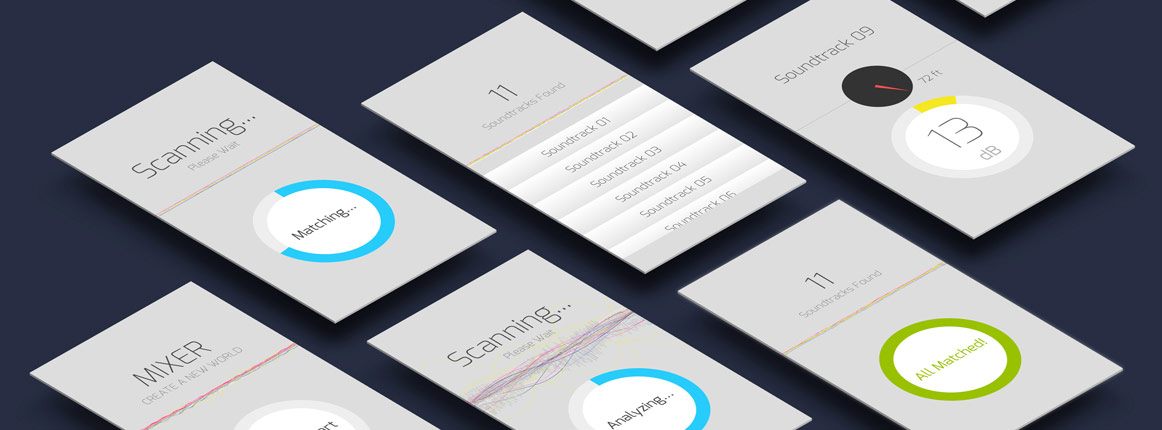 Scanning...
Please Wait
Matching...
11
Soundtracks Found
Soundtrack 01
Soundtrack 02
Soundtrack 03
Soundtrack 04
Soundtrack 05
Soundtrack 06
Soundtrack 09
72 ft
13
dB
MIXER
CREATE A NEW WORLD
Scanning...
Please Wait
Analyzing...
11
Soundtracks Found
All Matched!